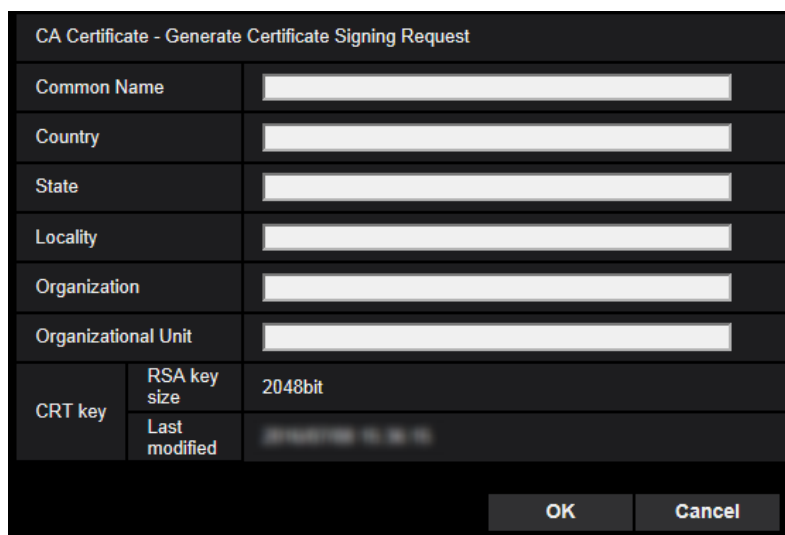 CA Certificate - Generate Certificate Signing Request
Common Name
Country
State
Locality
Organization
Organizational Unit
CRT key
RSA key
size
2048bit
Last
modified
OK
Cancel